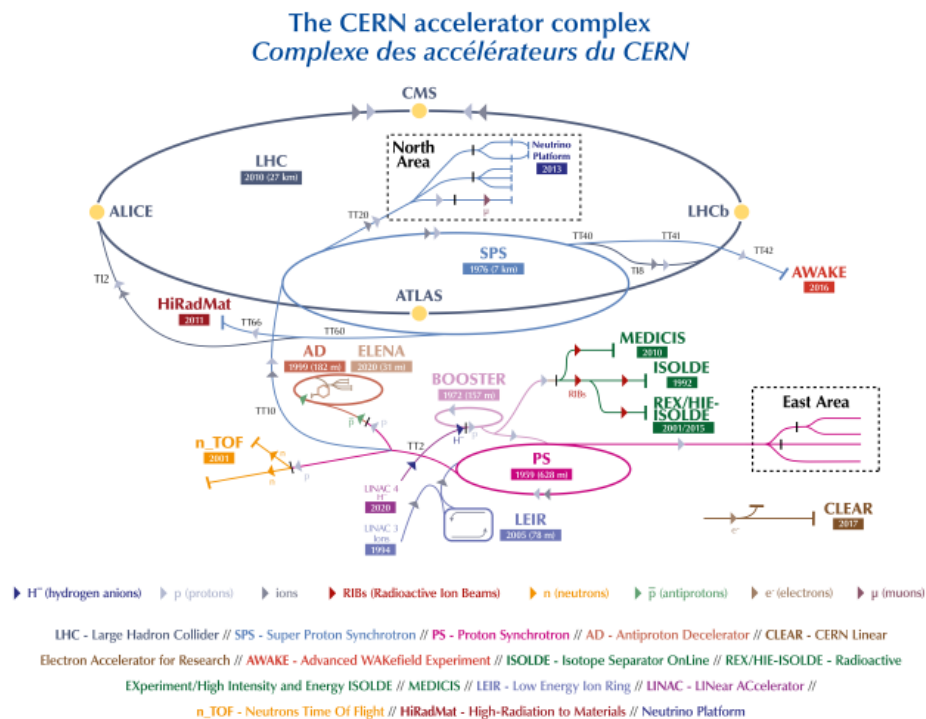 The CERN accelerator complex
Complexe des accélérateurs du CERN
CMS
North
Area
Neutrino
Platform
2013
LHC
2010 (27 km)
μ
ALICE
LHCb
TT20
TT40
TT41
TT42
SPS
1976 (7 km)
TI8
TI2
AWAKE
2016
HiRadMat
2011
ATLAS
TT66
TT60
MEDICIS
2010
AD
1999 (182 m)
ELENA
2020 (31 m)
BOOSTER
1972 (157 m)
ISOLDE
1992
RIBs
REX/HIE-
ISOLDE
2001/2015
East Area
TT10
p
p̅
p
H⁻
p
TT2
n_TOF
2001
n
n
p
PS
1959 (628 m)
LINAC 4
H⁻
2020
LINAC 3
Ions
1994
LEIR
2005 (78 m)
CLEAR
2017
e⁻
H⁻ (hydrogen anions)
p (protons)
ions
RIBs (Radioactive Ion Beams)
n (neutrons)
p̅ (antiprotons)
e⁻ (electrons)
μ (muons)
LHC - Large Hadron Collider // SPS - Super Proton Synchrotron // PS - Proton Synchrotron // AD - Antiproton Decelerator // CLEAR - CERN Linear
Electron Accelerator for Research // AWAKE - Advanced WAKefield Experiment // ISOLDE - Isotope Separator OnLine // REX/HIE-ISOLDE - Radioactive
EXperiment/High Intensity and Energy ISOLDE // MEDICIS // LEIR - Low Energy Ion Ring // LINAC - LINear ACcelerator //
n_TOF - Neutrons Time Of Flight // HiRadMat - High-Radiation to Materials // Neutrino Platform